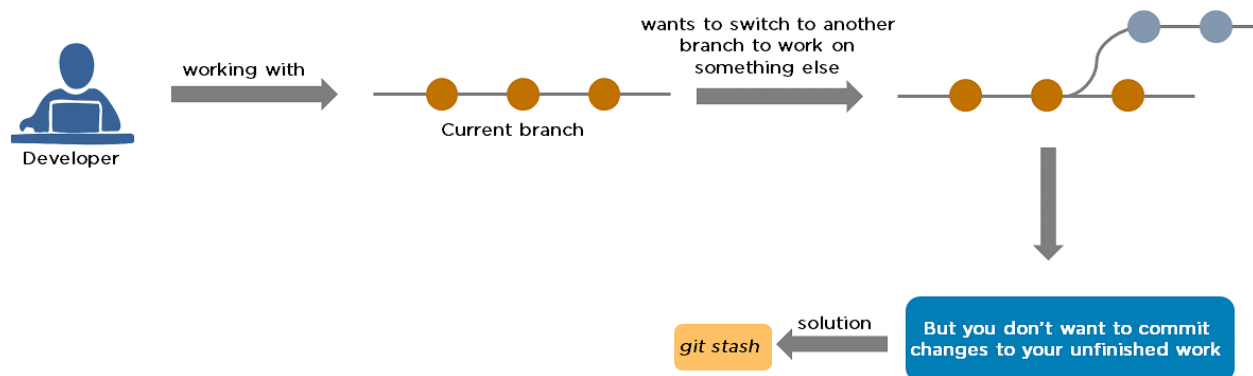 Developer
working with
Current branch
wants to switch to another
branch to work on
something else
But you don't want to commit
changes to your unfinished work
solution
git stash